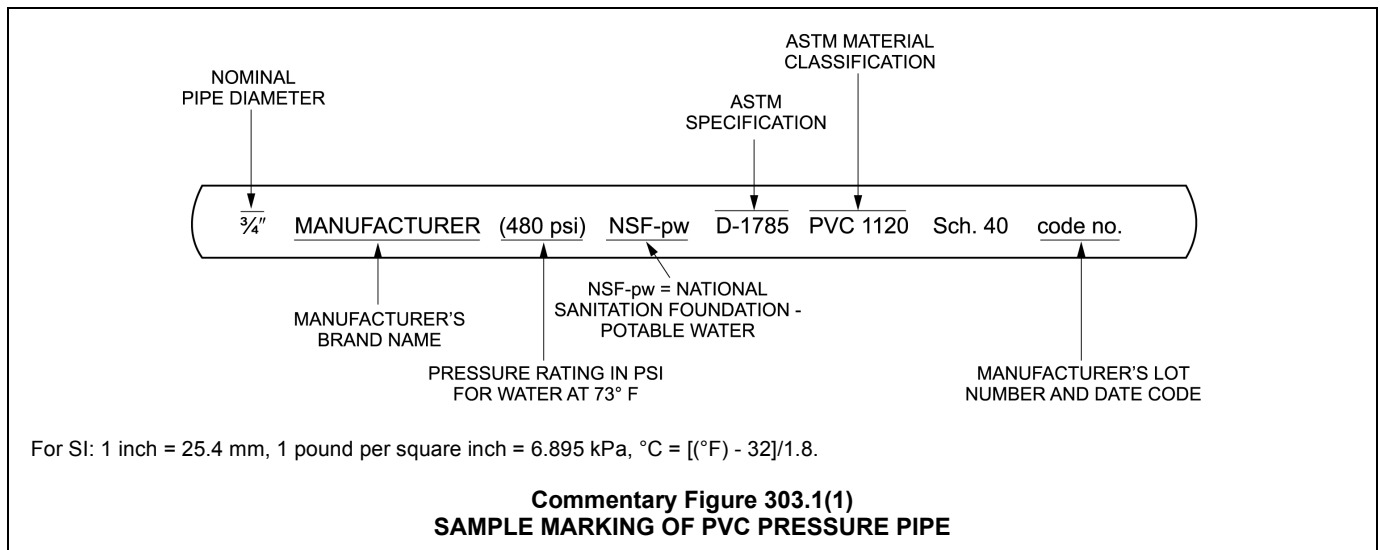 ASTM MATERIAL
CLASSIFICATION
NOMINAL
PIPE DIAMETER
ASTM
SPECIFICATION
¾″ MANUFACTURER (480 psi) NSF-pw D-1785 PVC 1120 Sch. 40 code no.
NSF-pw = NATIONAL
SANITATION FOUNDATION -
POTABLE WATER
MANUFACTURER'S
BRAND NAME
PRESSURE RATING IN PSI
FOR WATER AT 73° F
MANUFACTURER'S LOT
NUMBER AND DATE CODE
For SI: 1 inch = 25.4 mm, 1 pound per square inch = 6.895 kPa, °C = [(°F) - 32]/1.8.
Commentary Figure 303.1(1)
SAMPLE MARKING OF PVC PRESSURE PIPE